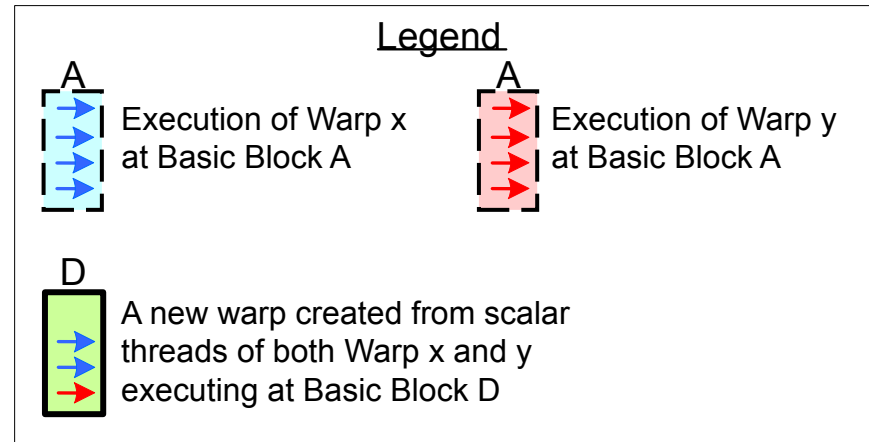 Legend
A
Execution of Warp x
at Basic Block A
A
Execution of Warp y
at Basic Block A
D
A new warp created from scalar
threads of both Warp x and y
executing at Basic Block D